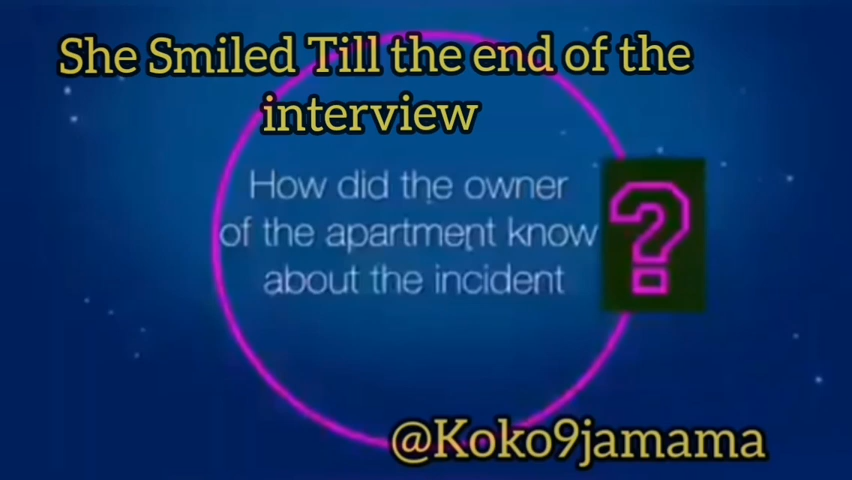 She Smiled Till the end of the
interview
How did the owner
of the apartment know
about the incident
?
@Koko9jamama